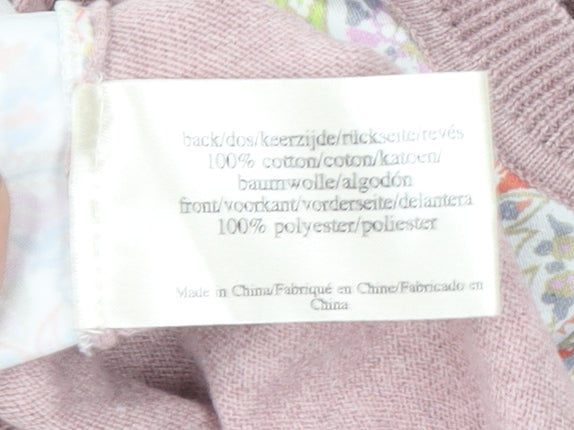 back/dos/keerzijde/rückseite/revés
100% cotton/coton/katoen/
baumwolle/algodón
front/voorkant/vorderseite/delantera
100% polyester/poliester
Made in China/Fabriqué en Chine/Fabricado en
China